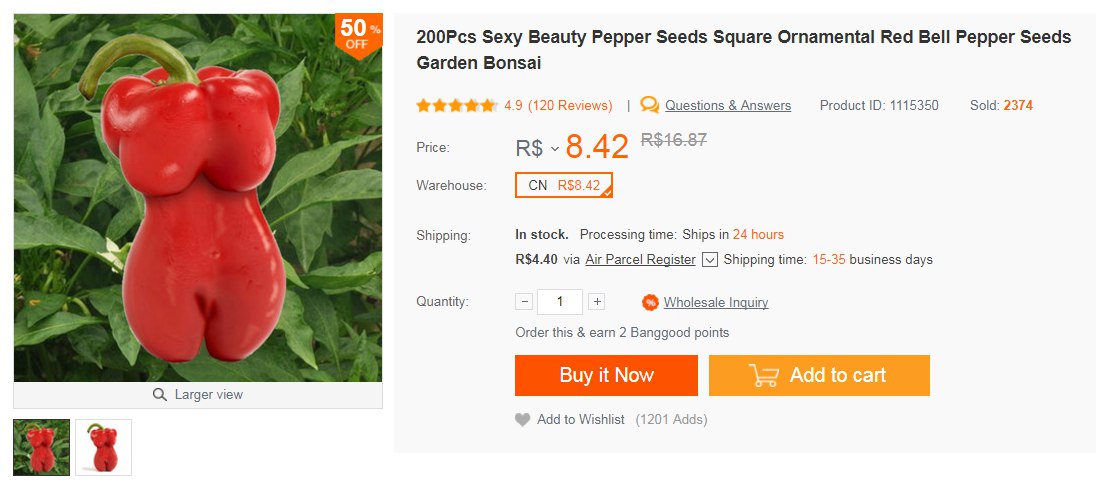 50 %
OFF
Larger view
200Pcs Sexy Beauty Pepper Seeds Square Ornamental Red Bell Pepper Seeds
Garden Bonsai
4.9 (120 Reviews) | Questions & Answers Product ID: 1115350 Sold: 2374
Price: R$ 8.42 R$16.87
Warehouse: CN R$8.42
Shipping: In stock. Processing time: Ships in 24 hours
R$4.40 via Air Parcel Register Shipping time: 15-35 business days
Quantity: − 1 + Wholesale Inquiry
Order this & earn 2 Banggood points
Buy it Now Add to cart
Add to Wishlist (1201 Adds)